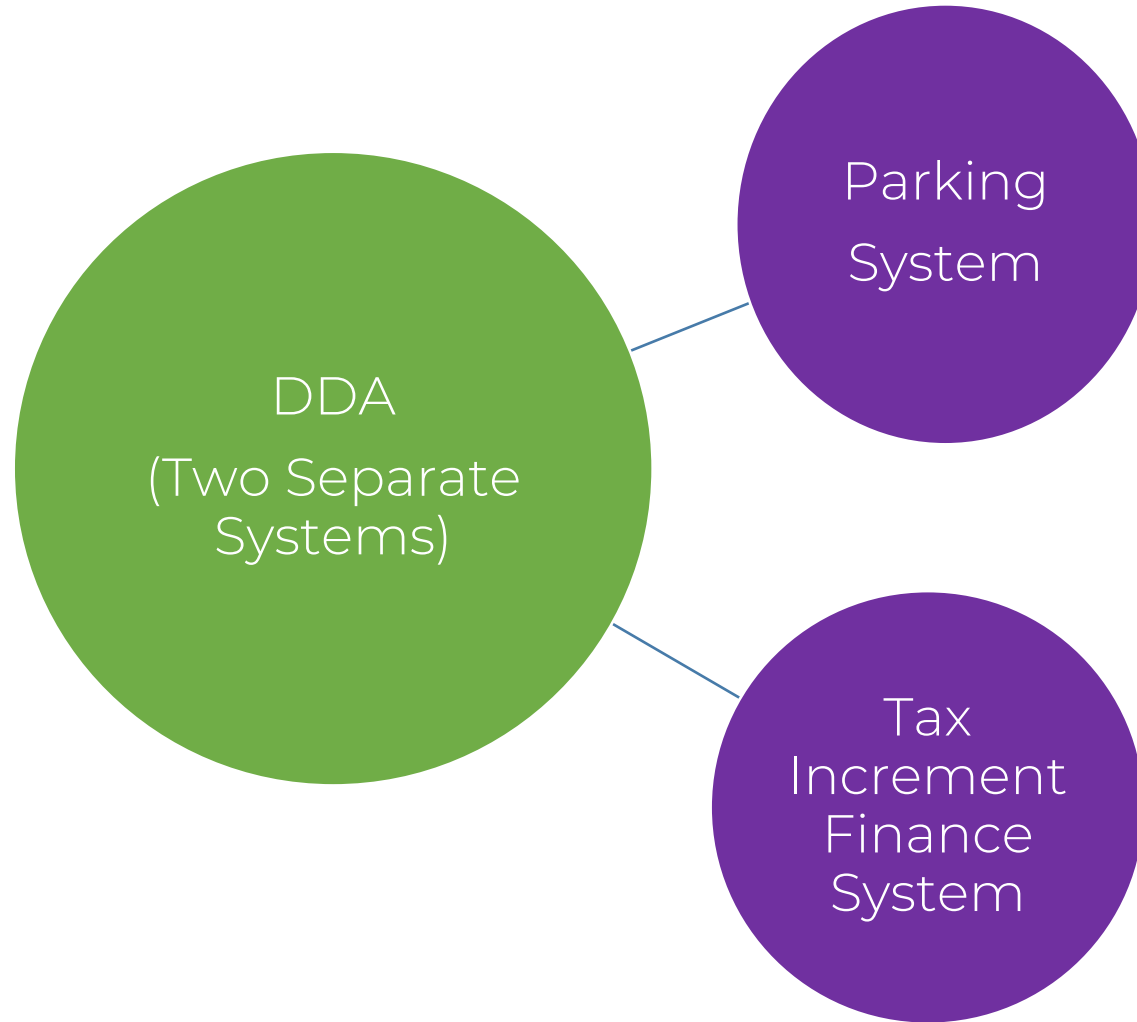 DDA
(Two Separate
Systems)
Parking
System
Tax
Increment
Finance
System